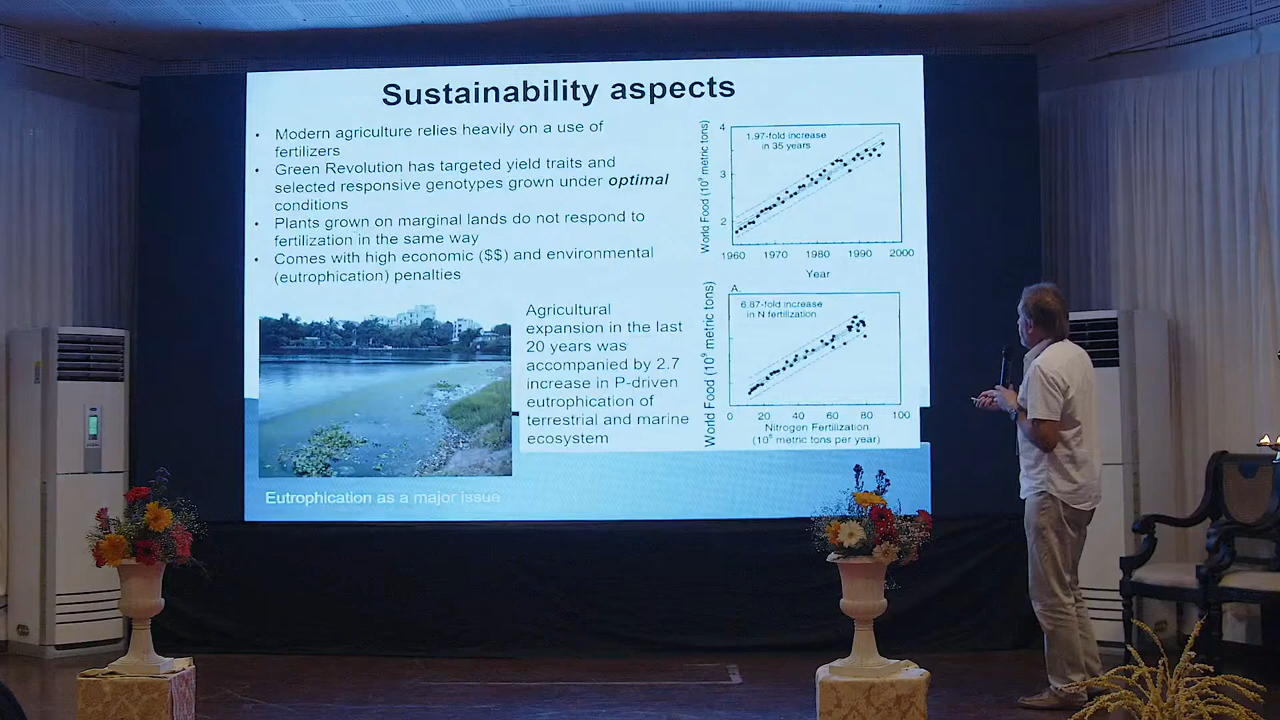 Sustainability aspects
• Modern agriculture relies heavily on a use of
fertilizers
• Green Revolution has targeted yield traits and
selected responsive genotypes grown under optimal
conditions
• Plants grown on marginal lands do not respond to
fertilization in the same way
• Comes with high economic ($$) and environmental
(eutrophication) penalties
Agricultural
expansion in the last
20 years was
accompanied by 2.7
increase in P-driven
eutrophication of
terrestrial and marine
ecosystem
Eutrophication as a major issue
World Food (10⁹ metric tons)
4
3
2
1.97-fold increase
in 35 years
1960 1970 1980 1990 2000
Year
A.
World Food (10⁹ metric tons)
6.87-fold increase
in N fertilization
0 20 40 60 80 100
Nitrogen Fertilization
(10⁶ metric tons per year)